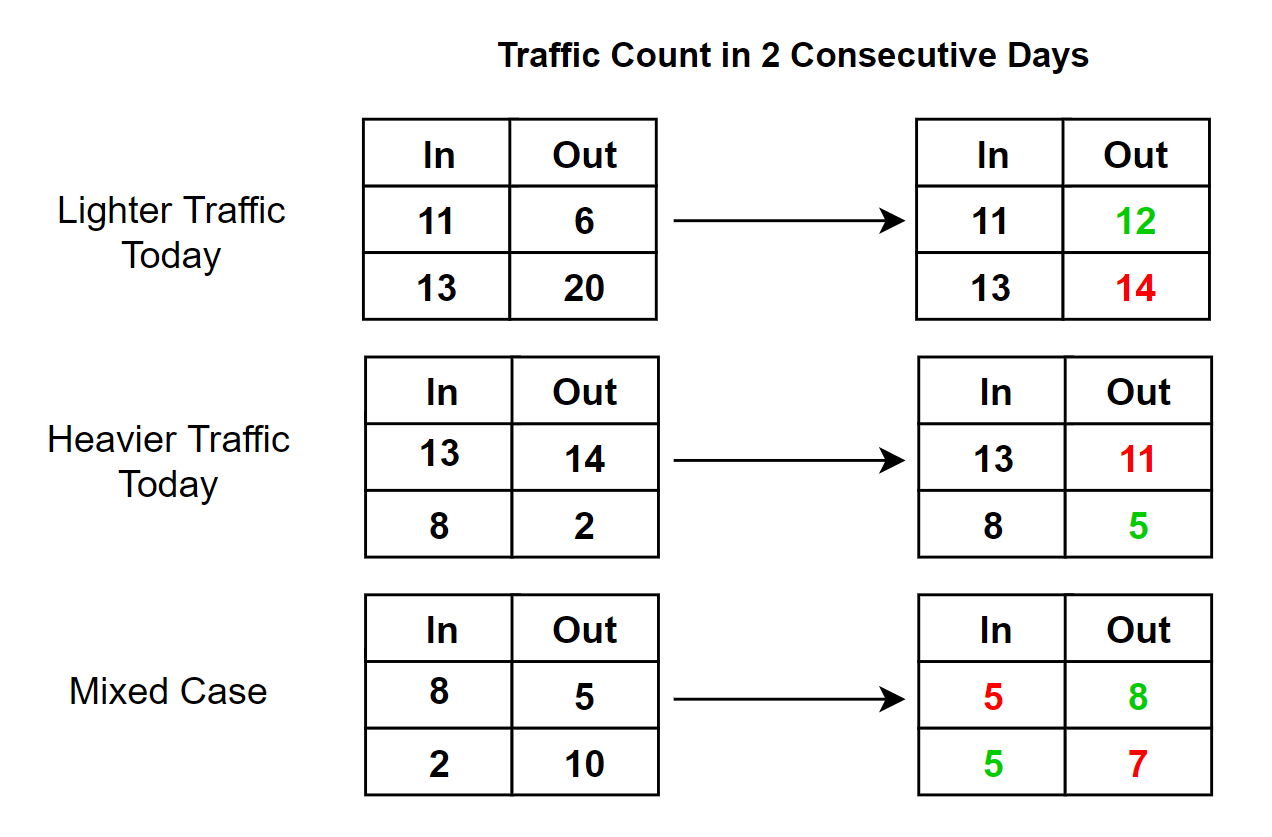 Traffic Count in 2 Consecutive Days
Lighter Traffic
Today
In Out
11 6
13 20
In Out
11 12
13 14
Heavier Traffic
Today
In Out
13 14
8 2
In Out
13 11
8 5
Mixed Case
In Out
8 5
2 10
In Out
5 8
5 7